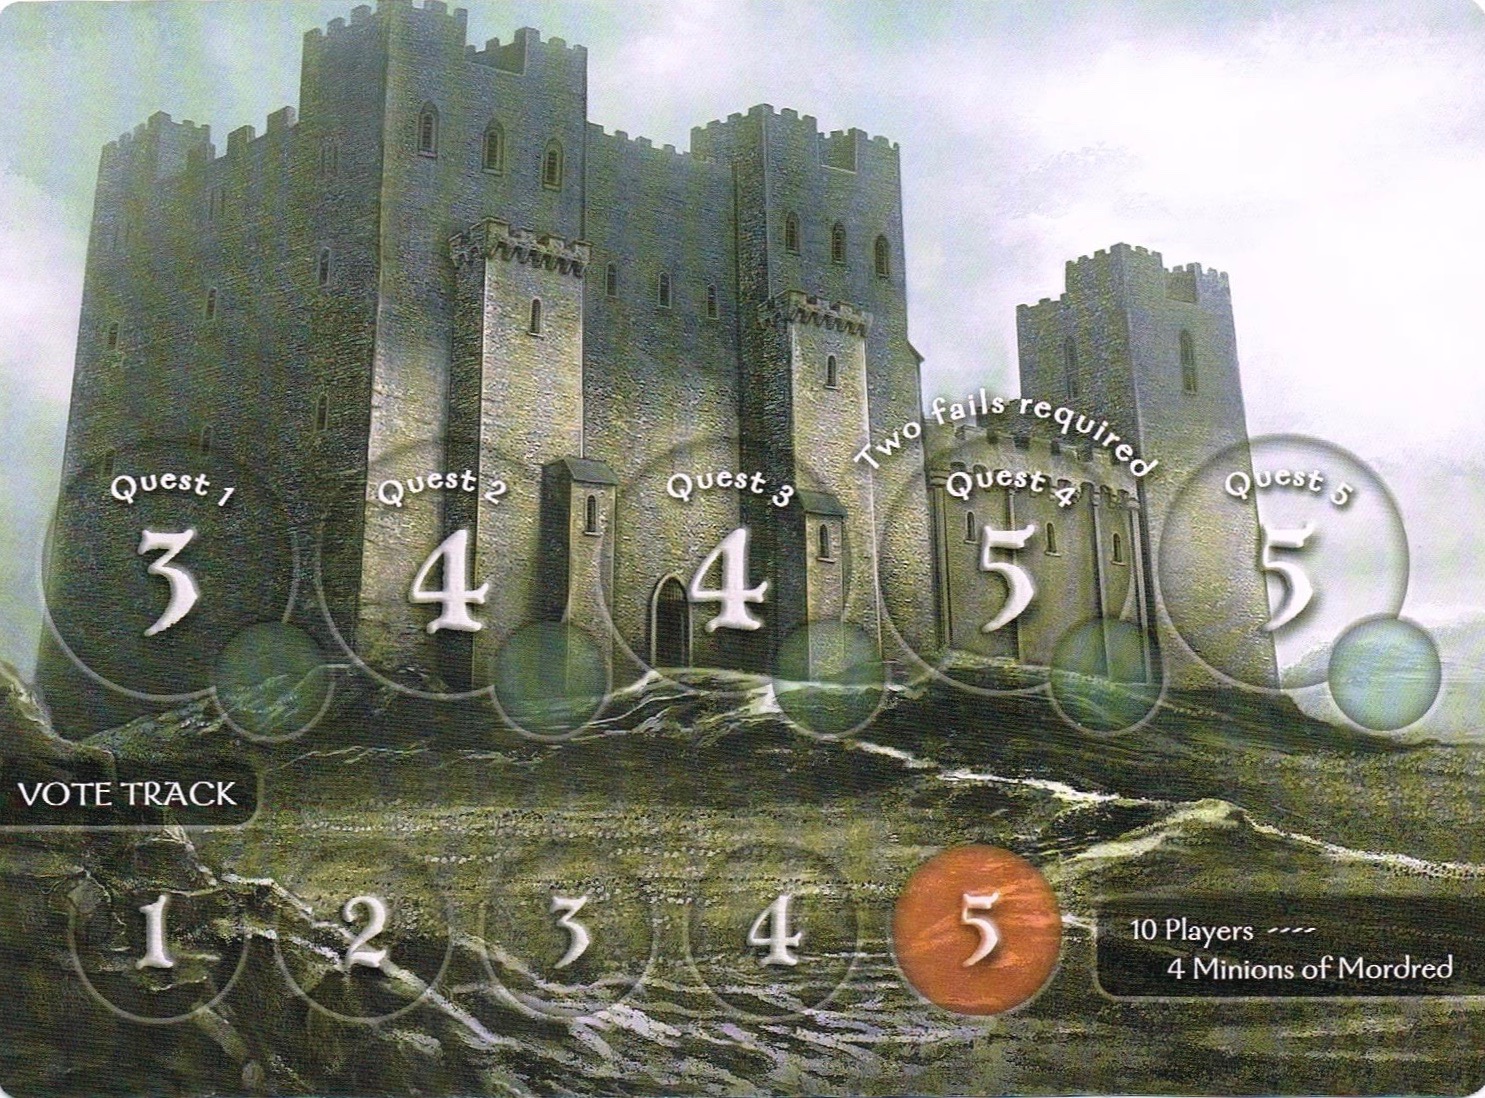 Two fails required
Quest 1
Quest 2
Quest 3
Quest 4
Quest 5
3
4
4
5
5
VOTE TRACK
1
2
3
4
5
10 Players ----
4 Minions of Mordred